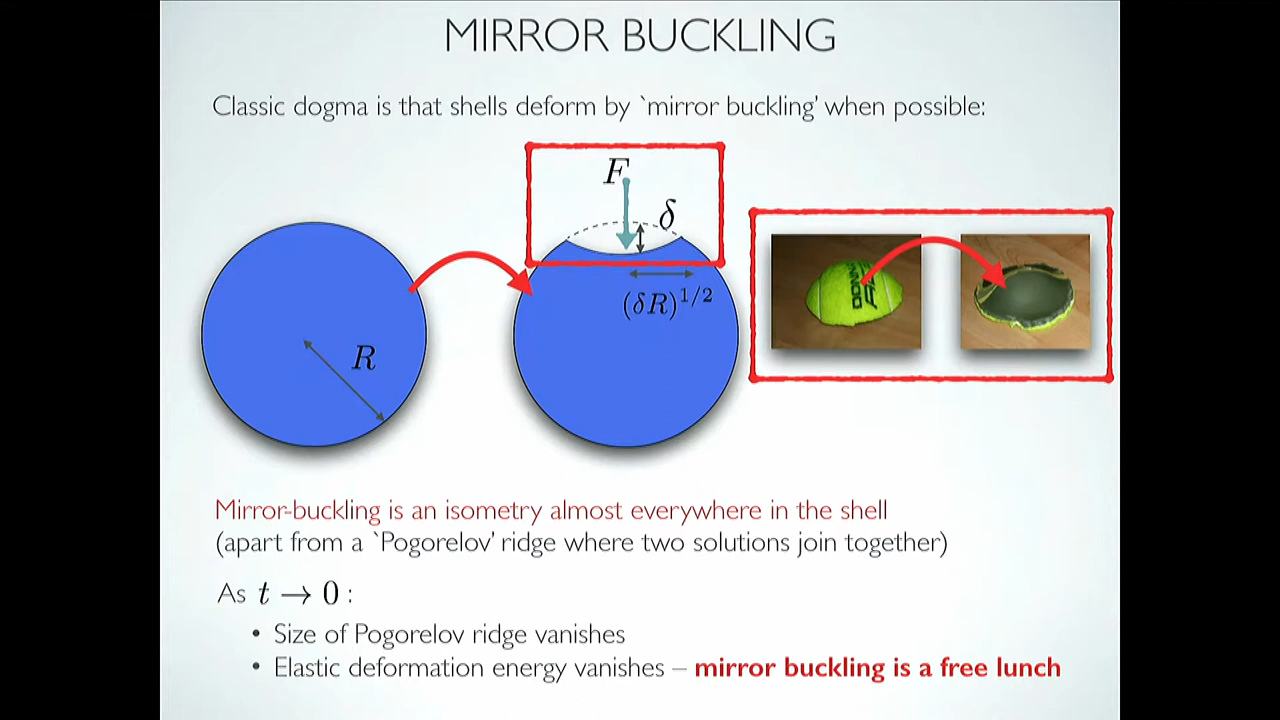 MIRROR BUCKLING
Classic dogma is that shells deform by `mirror buckling' when possible:
F
δ
(δR)^{1/2}
R
Mirror-buckling is an isometry almost everywhere in the shell
(apart from a `Pogorelov' ridge where two solutions join together)
As t → 0 :
• Size of Pogorelov ridge vanishes
• Elastic deformation energy vanishes – mirror buckling is a free lunch